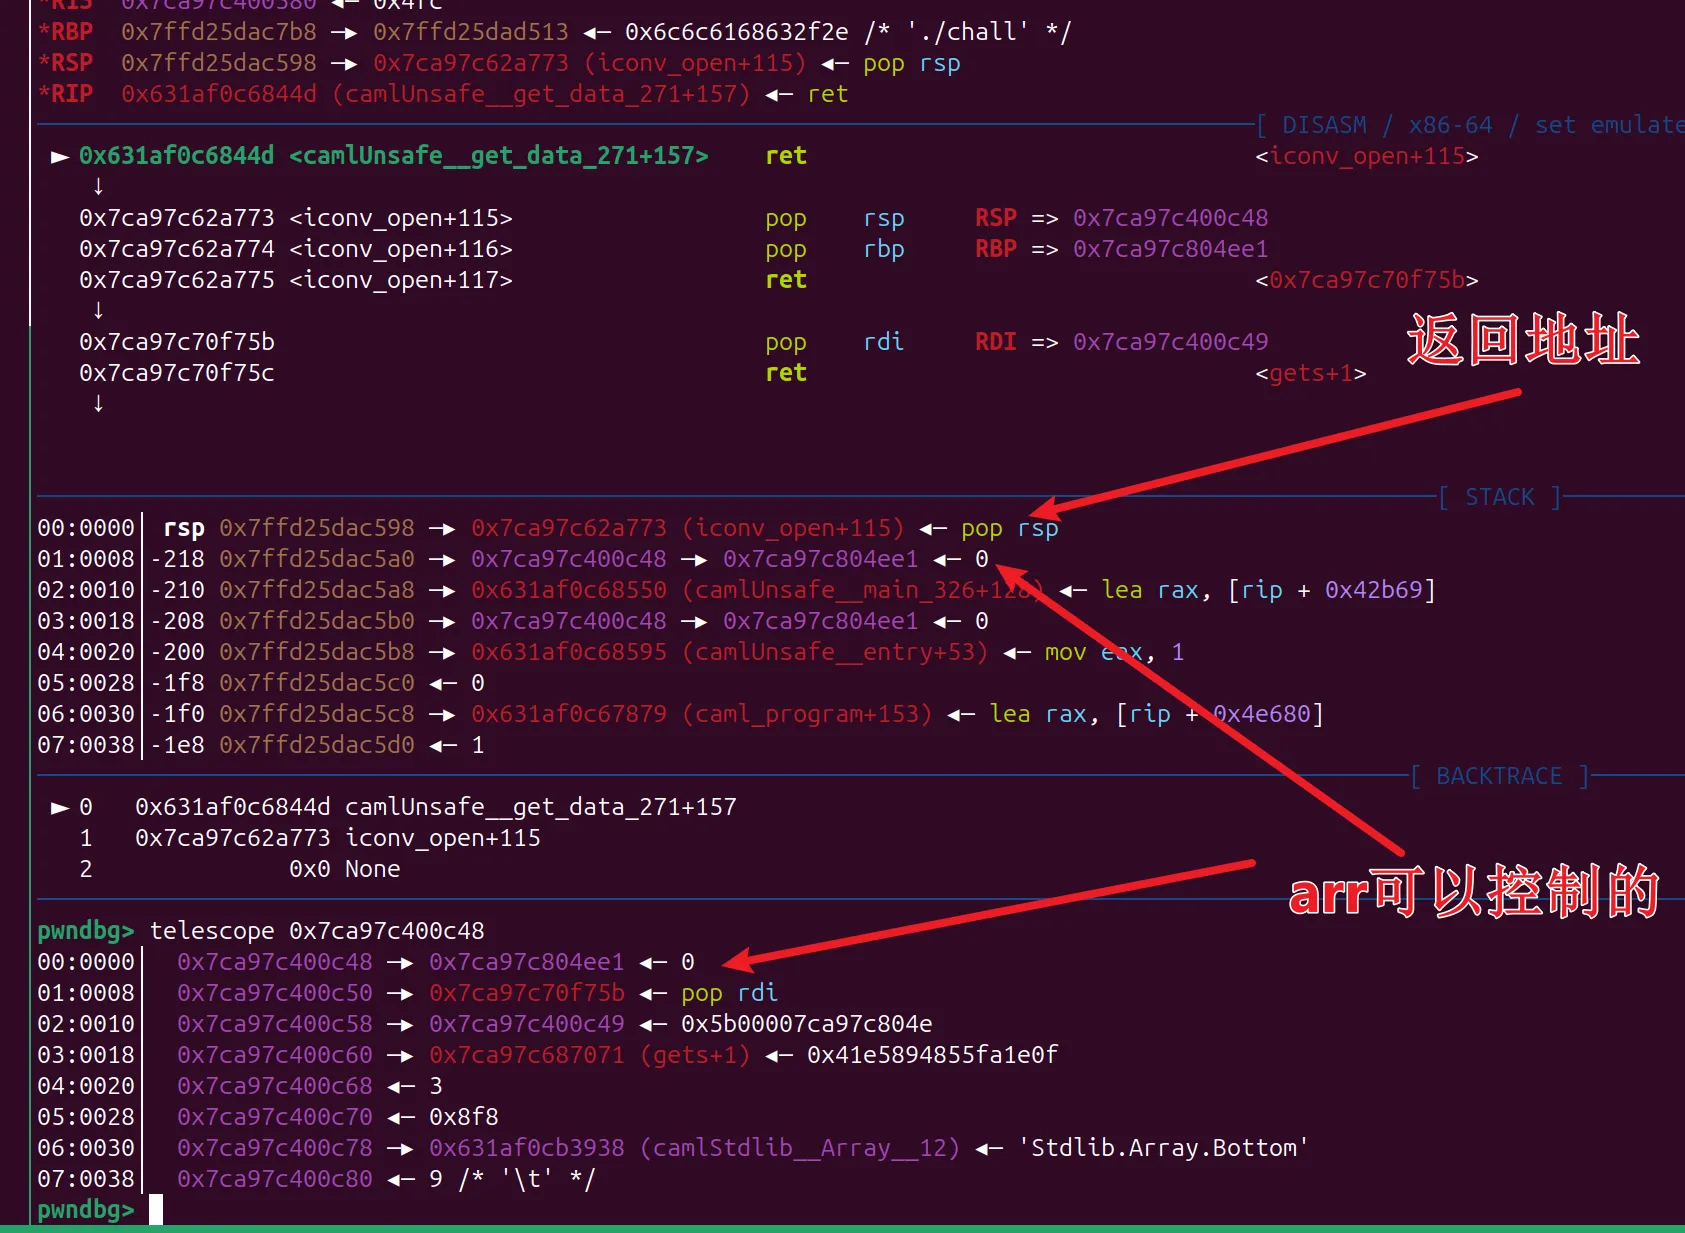 *R15  0x7ca97c400380 ◂— 0x4fc
*RBP  0x7ffd25dac7b8 —▸ 0x7ffd25dad513 ◂— 0x6c6c6168632f2e /* './chall' */
*RSP  0x7ffd25dac598 —▸ 0x7ca97c62a773 (iconv_open+115) ◂— pop rsp
*RIP  0x631af0c6844d (camlUnsafe__get_data_271+157) ◂— ret
[ DISASM / x86-64 / set emulate
► 0x631af0c6844d <camlUnsafe__get_data_271+157>    ret                                <iconv_open+115>
↓
0x7ca97c62a773 <iconv_open+115>                  pop    rsp     RSP => 0x7ca97c400c48
0x7ca97c62a774 <iconv_open+116>                  pop    rbp     RBP => 0x7ca97c804ee1
0x7ca97c62a775 <iconv_open+117>                  ret                                <0x7ca97c70f75b>
↓
0x7ca97c70f75b                                   pop    rdi     RDI => 0x7ca97c400c49
返回地址
0x7ca97c70f75c                                   ret                                <gets+1>
↓
[ STACK ]
00:0000│ rsp 0x7ffd25dac598 —▸ 0x7ca97c62a773 (iconv_open+115) ◂— pop rsp
01:0008│-218 0x7ffd25dac5a0 —▸ 0x7ca97c400c48 —▸ 0x7ca97c804ee1 ◂— 0
02:0010│-210 0x7ffd25dac5a8 —▸ 0x631af0c68550 (camlUnsafe__main_326+128) ◂— lea rax, [rip + 0x42b69]
03:0018│-208 0x7ffd25dac5b0 —▸ 0x7ca97c400c48 —▸ 0x7ca97c804ee1 ◂— 0
04:0020│-200 0x7ffd25dac5b8 —▸ 0x631af0c68595 (camlUnsafe__entry+53) ◂— mov eax, 1
05:0028│-1f8 0x7ffd25dac5c0 ◂— 0
06:0030│-1f0 0x7ffd25dac5c8 —▸ 0x631af0c67879 (caml_program+153) ◂— lea rax, [rip + 0x4e680]
07:0038│-1e8 0x7ffd25dac5d0 ◂— 1
[ BACKTRACE ]
► 0   0x631af0c6844d camlUnsafe__get_data_271+157
1   0x7ca97c62a773 iconv_open+115
2              0x0 None
arr可以控制的
pwndbg> telescope 0x7ca97c400c48
00:0000│  0x7ca97c400c48 —▸ 0x7ca97c804ee1 ◂— 0
01:0008│  0x7ca97c400c50 —▸ 0x7ca97c70f75b ◂— pop rdi
02:0010│  0x7ca97c400c58 —▸ 0x7ca97c400c49 ◂— 0x5b00007ca97c804e
03:0018│  0x7ca97c400c60 —▸ 0x7ca97c687071 (gets+1) ◂— 0x41e5894855fa1e0f
04:0020│  0x7ca97c400c68 ◂— 3
05:0028│  0x7ca97c400c70 ◂— 0x8f8
06:0030│  0x7ca97c400c78 —▸ 0x631af0cb3938 (camlStdlib__Array__12) ◂— 'Stdlib.Array.Bottom'
07:0038│  0x7ca97c400c80 ◂— 9 /* '\t' */
pwndbg>